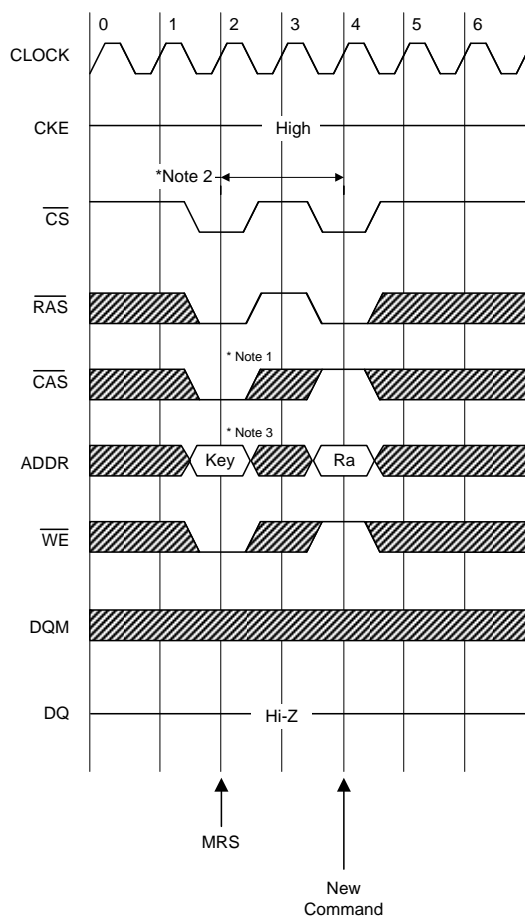 0 1 2 3 4 5 6
CLOCK
CKE
High
*Note 2
CS
RAS
* Note 1
CAS
* Note 3
ADDR
Key
Ra
WE
DQM
DQ
Hi-Z
MRS
New
Command